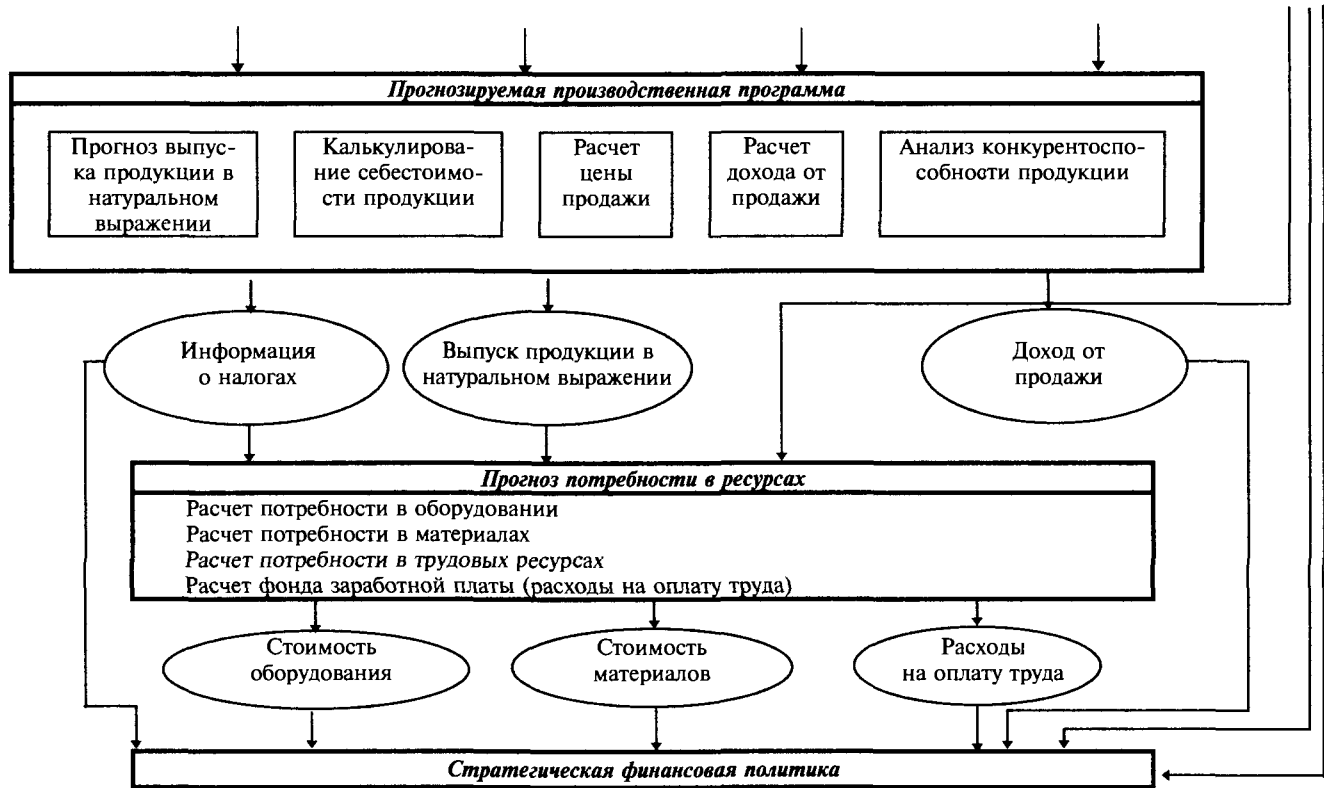 Прогнозируемая производственная программа
Прогноз выпус-
ка продукции в
натуральном
выражении
Калькулирова-
ние себестоимо-
сти продукции
Расчет
цены
продажи
Расчет
дохода от
продажи
Анализ конкурентоспо-
собности продукции
Информация
о налогах
Выпуск продукции в
натуральном выражении
Доход от
продажи
Прогноз потребности в ресурсах
Расчет потребности в оборудовании
Расчет потребности в материалах
Расчет потребности в трудовых ресурсах
Расчет фонда заработной платы (расходы на оплату труда)
Стоимость
оборудования
Стоимость
материалов
Расходы
на оплату труда
Стратегическая финансовая политика